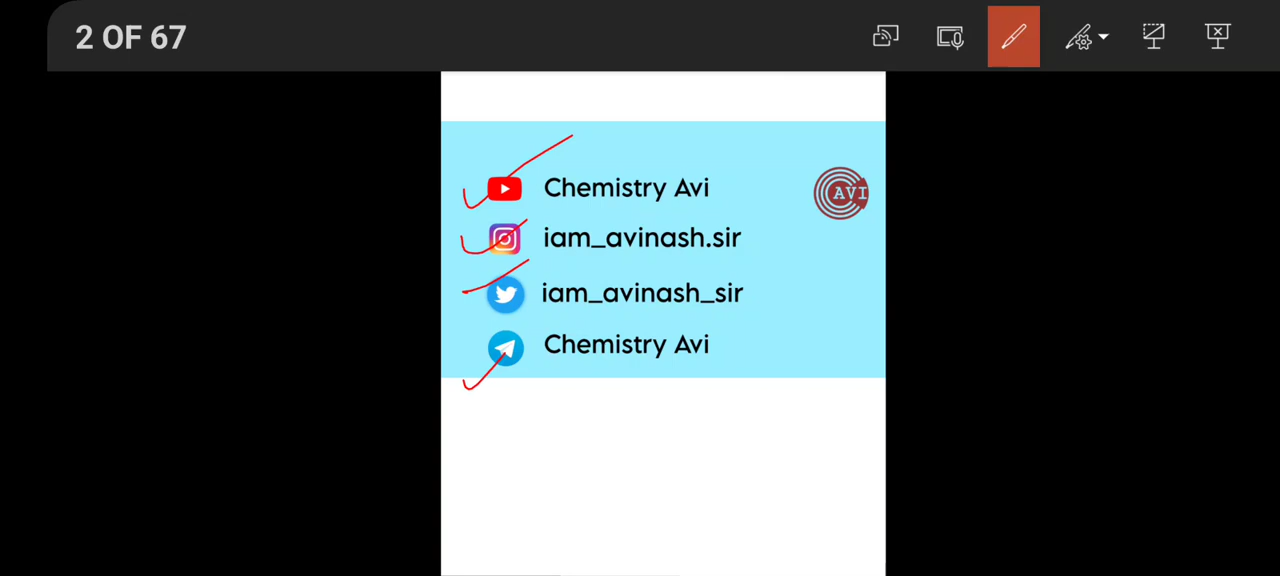 2 OF 67
Chemistry Avi
AVI
iam_avinash.sir
iam_avinash_sir
Chemistry Avi